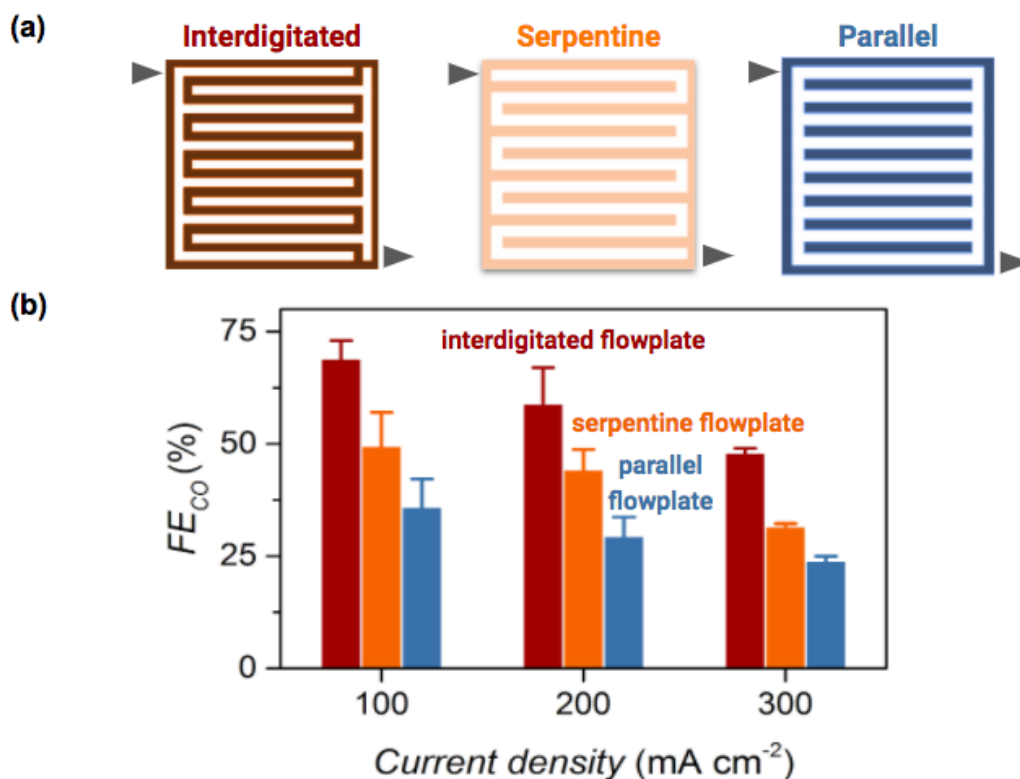 (a)
Interdigitated
Serpentine
Parallel
(b)
75
50
25
0
FE_CO (%)
interdigitated flowplate
serpentine flowplate
parallel
flowplate
100
200
300
Current density (mA cm⁻²)